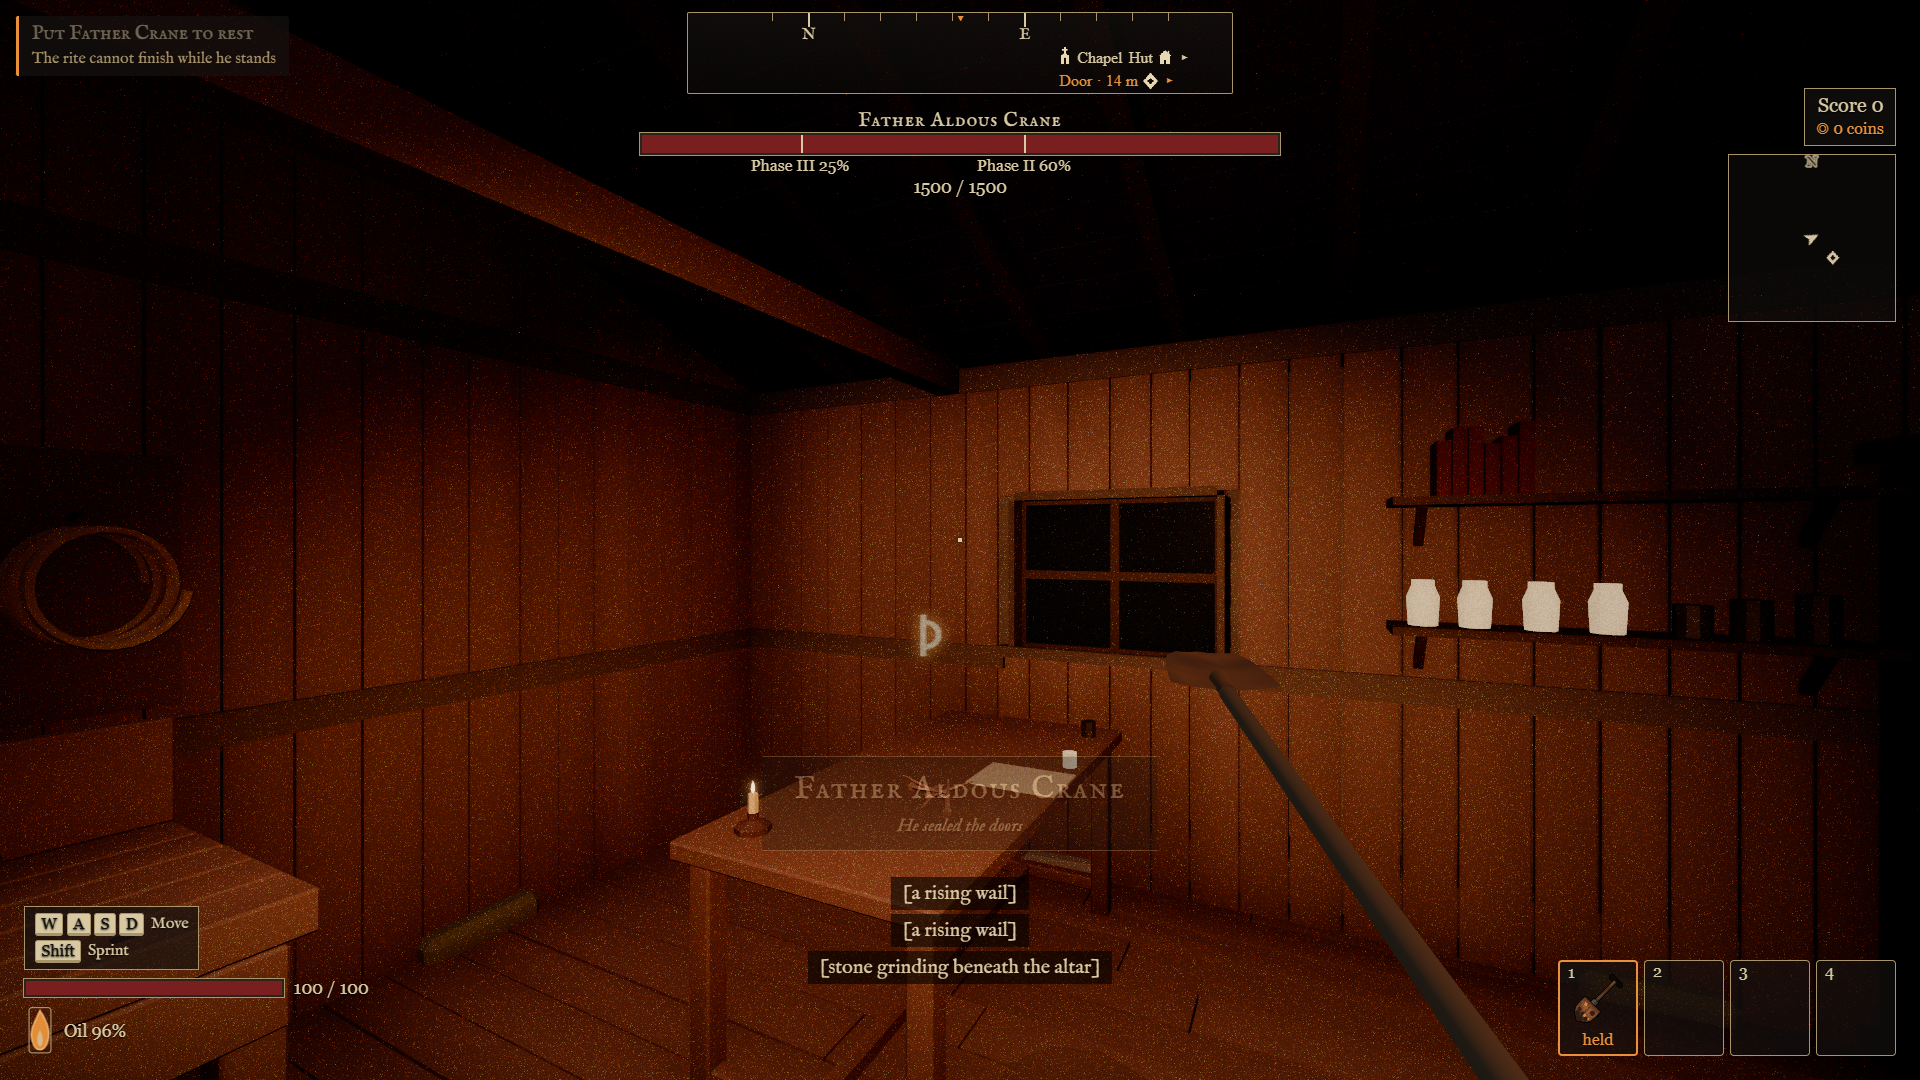 Put Father Crane to rest
The rite cannot finish while he stands
N
E
Chapel Hut
Door · 14 m
Father Aldous Crane
Phase III 25%
Phase II 60%
1500 / 1500
Score 0
0 coins
N
Þ
Father Aldous Crane
He sealed the doors
[a rising wail]
[a rising wail]
[stone grinding beneath the altar]
W A S D Move
Shift Sprint
100 / 100
Oil 96%
1
held
2
3
4